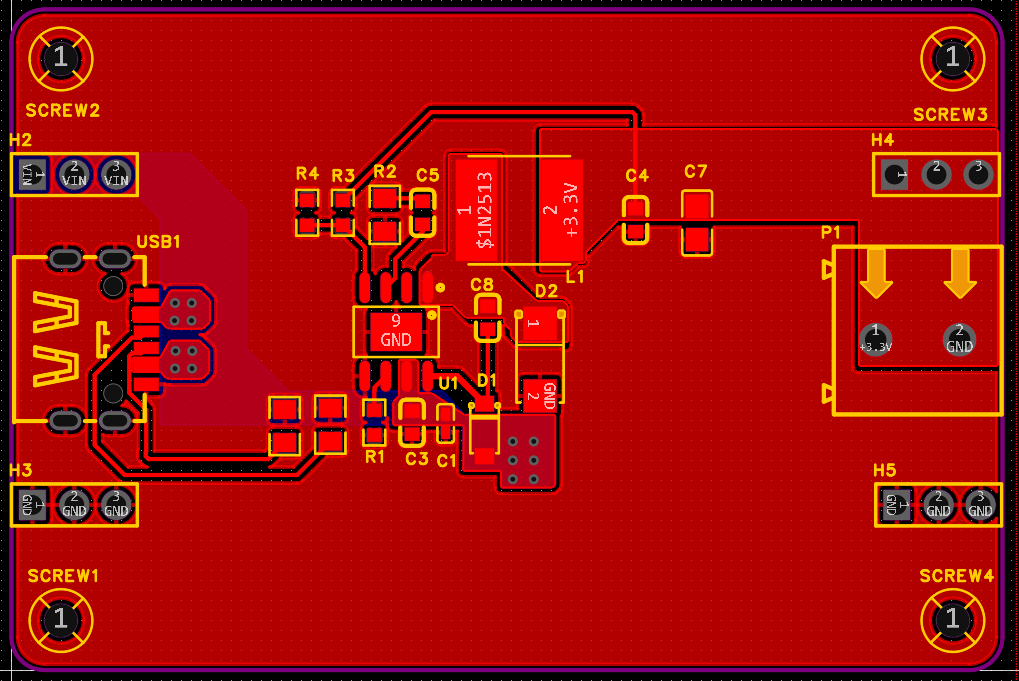 1
1
SCREW2
SCREW3
H2
H4
1
VIN
2
VIN
3
VIN
R4
R3
R2
C5
1
$1N2513
2
+3.3V
C4
C7
1
2
3
USB1
P1
L1
C8
D2
9
GND
1
1
+3.3V
2
GND
U1
D1
2
GND
R1
C3
C1
H3
H5
1
GND
2
GND
3
GND
1
GND
2
GND
3
GND
SCREW1
SCREW4
1
1